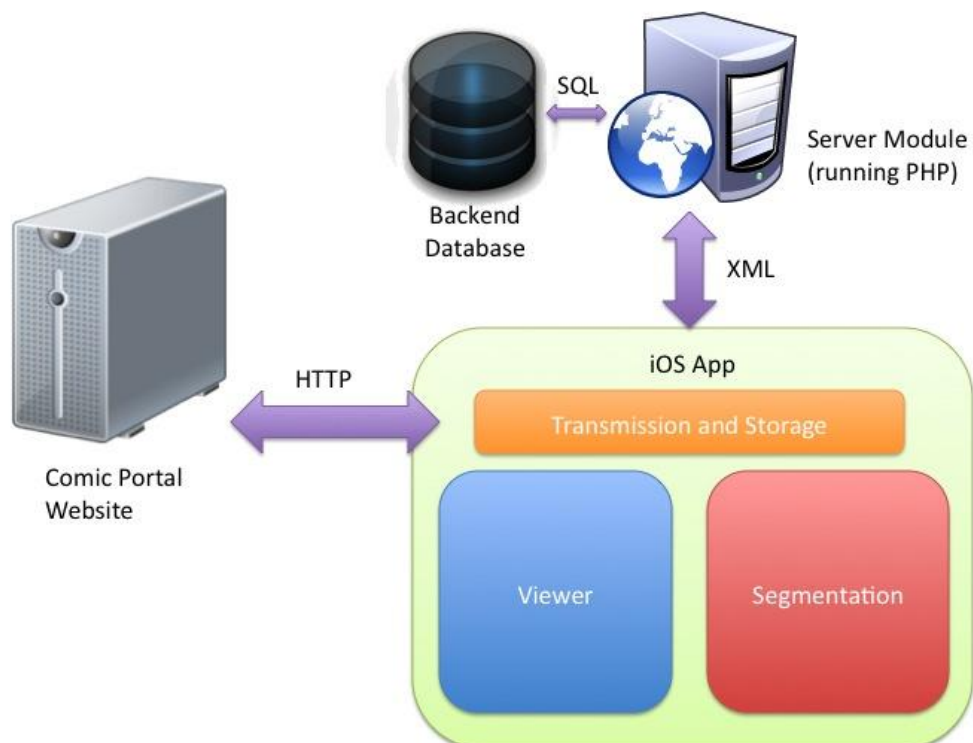 SQL
Server Module
(running PHP)
Backend
Database
XML
HTTP
Comic Portal
Website
iOS App
Transmission and Storage
Viewer
Segmentation